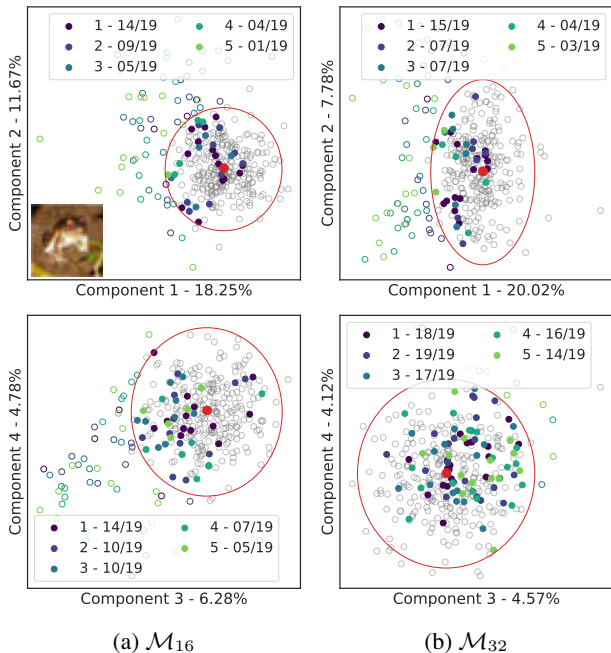 1 - 14/19 4 - 04/19
2 - 09/19 5 - 01/19
3 - 05/19
Component 2 - 11.67%
Component 1 - 18.25%
1 - 15/19 4 - 04/19
2 - 07/19 5 - 03/19
3 - 07/19
Component 2 - 7.78%
Component 1 - 20.02%
Component 4 - 4.78%
1 - 14/19 4 - 07/19
2 - 10/19 5 - 05/19
3 - 10/19
Component 3 - 6.28%
1 - 18/19 4 - 16/19
2 - 19/19 5 - 14/19
3 - 17/19
Component 4 - 4.12%
Component 3 - 4.57%
(a) ℳ₁₆
(b) ℳ₃₂